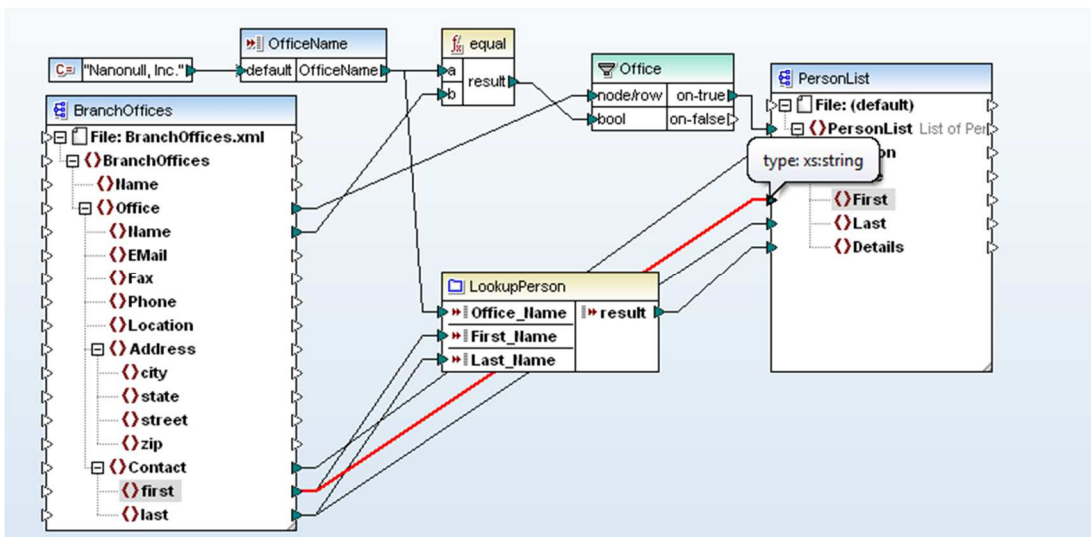 OfficeName
"Nanonull, Inc."
default OfficeName
equal
a
b
result
Office
node/row on-true
bool on-false
BranchOffices
File: BranchOffices.xml
BranchOffices
Name
Office
Name
EMail
Fax
Phone
Location
Address
city
state
street
zip
Contact
first
last
LookupPerson
Office_Name result
First_Name
Last_Name
PersonList
File: (default)
PersonList List of Per
type: xs:string
First
Last
Details